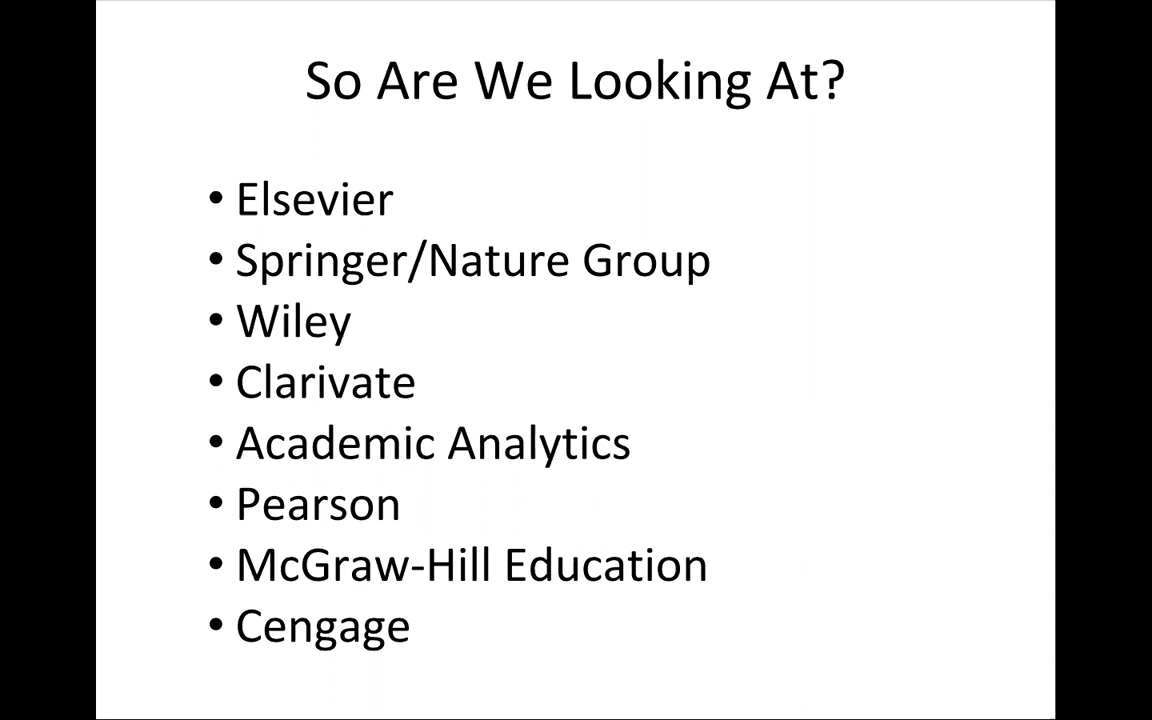 So Are We Looking At?
• Elsevier
• Springer/Nature Group
• Wiley
• Clarivate
• Academic Analytics
• Pearson
• McGraw-Hill Education
• Cengage